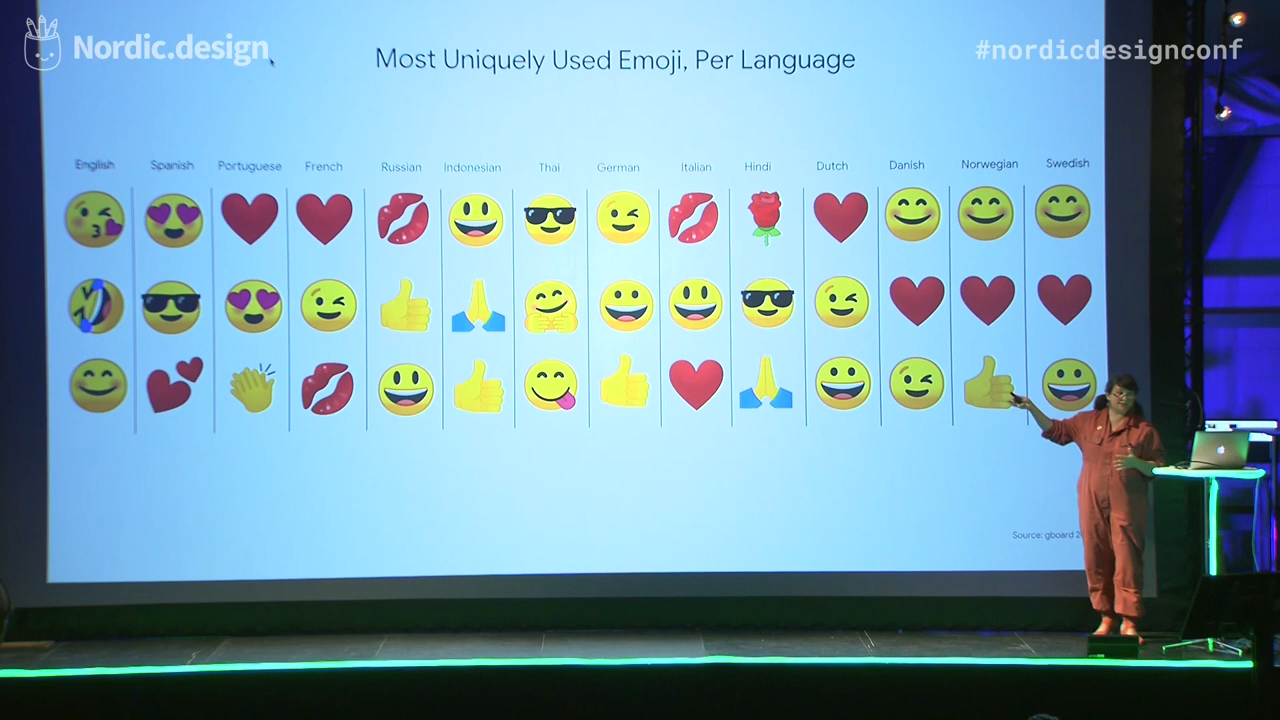 Nordic.design
#nordicdesignconf
Most Uniquely Used Emoji, Per Language
English Spanish Portuguese French Russian Indonesian Thai German Italian Hindi Dutch Danish Norwegian Swedish
Source: gboard